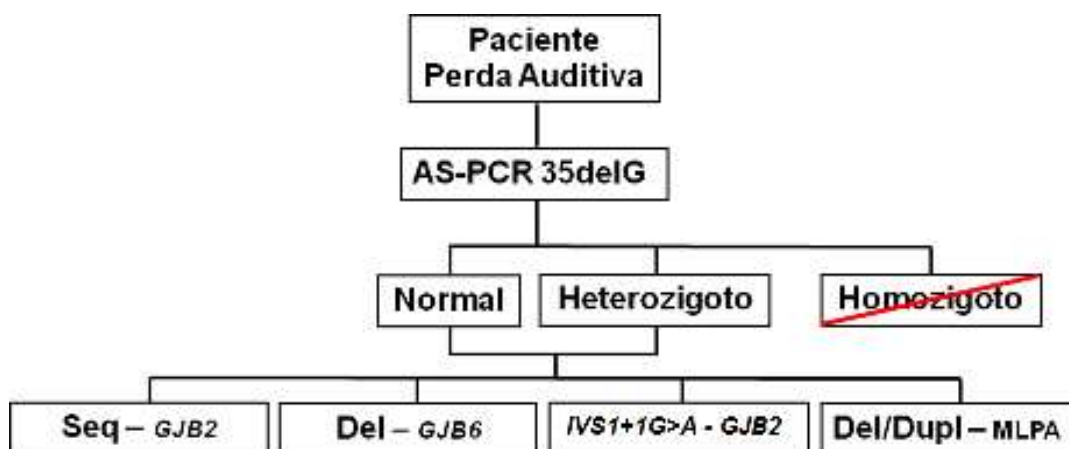 Paciente
Perda Auditiva
AS-PCR 35delG
Normal
Heterozigoto
Homozigoto
Seq – GJB2
Del – GJB6
IVS1+1G>A - GJB2
Del/Dupl – MLPA